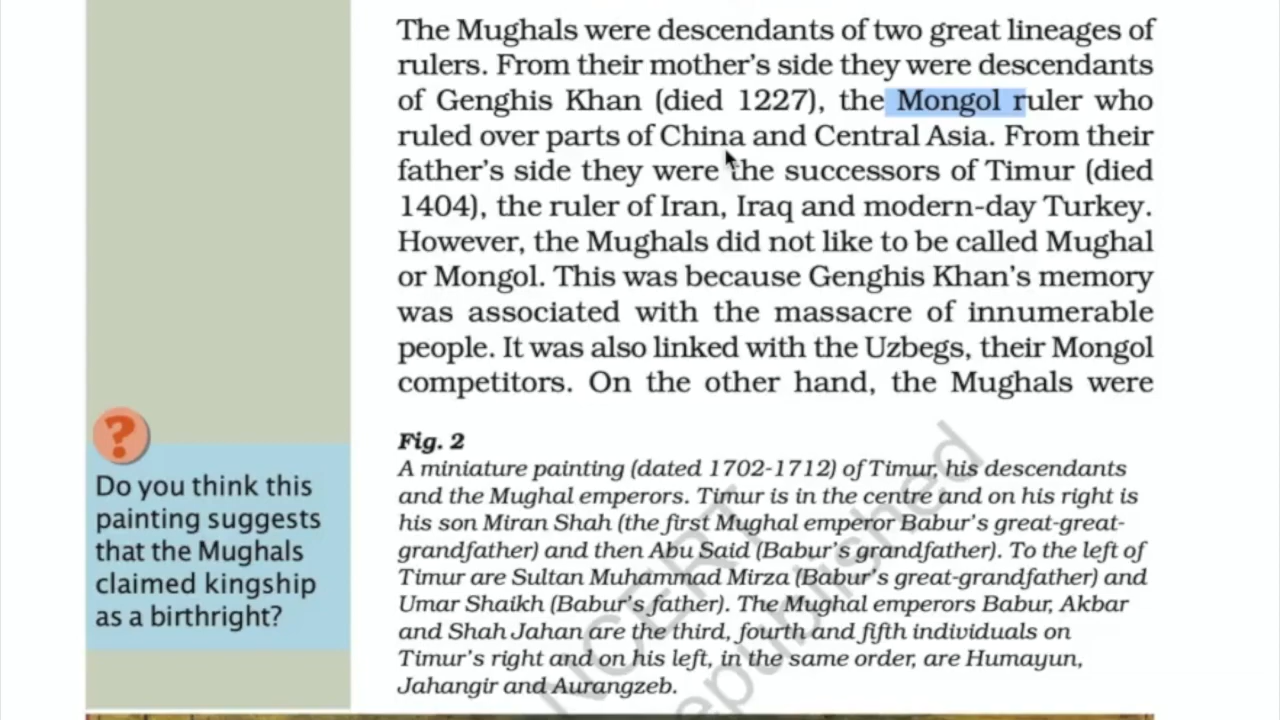 The Mughals were descendants of two great lineages of
rulers. From their mother's side they were descendants
of Genghis Khan (died 1227), the Mongol ruler who
ruled over parts of China and Central Asia. From their
father's side they were the successors of Timur (died
1404), the ruler of Iran, Iraq and modern-day Turkey.
However, the Mughals did not like to be called Mughal
or Mongol. This was because Genghis Khan's memory
was associated with the massacre of innumerable
people. It was also linked with the Uzbegs, their Mongol
competitors. On the other hand, the Mughals were
?
Do you think this
painting suggests
that the Mughals
claimed kingship
as a birthright?
Fig. 2
A miniature painting (dated 1702-1712) of Timur, his descendants
and the Mughal emperors. Timur is in the centre and on his right is
his son Miran Shah (the first Mughal emperor Babur's great-great-
grandfather) and then Abu Said (Babur's grandfather). To the left of
Timur are Sultan Muhammad Mirza (Babur's great-grandfather) and
Umar Shaikh (Babur's father). The Mughal emperors Babur, Akbar
and Shah Jahan are the third, fourth and fifth individuals on
Timur's right and on his left, in the same order, are Humayun,
Jahangir and Aurangzeb.
NCERT
republished